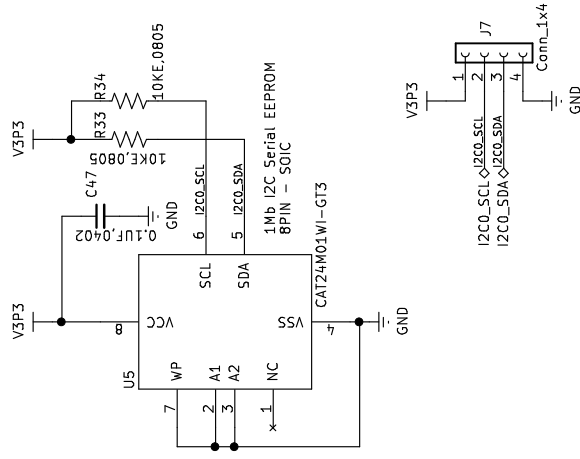 V3P3
R34
10KE,0805
R33
10KE,0805
V3P3
C47
0.1UF,0402
GND
I2C0_SCL
I2C0_SDA
6
5
1Mb I2C Serial EEPROM
8PIN - SOIC
CAT24M01WI-GT3
U5
SCL
SDA
8
VCC
VSS
4
GND
WP
A1
A2
NC
7
2
3
1
J7
Conn_1x4
V3P3
1
2
3
4
GND
I2C0_SCL
I2C0_SDA
I2C0_SCL
I2C0_SDA